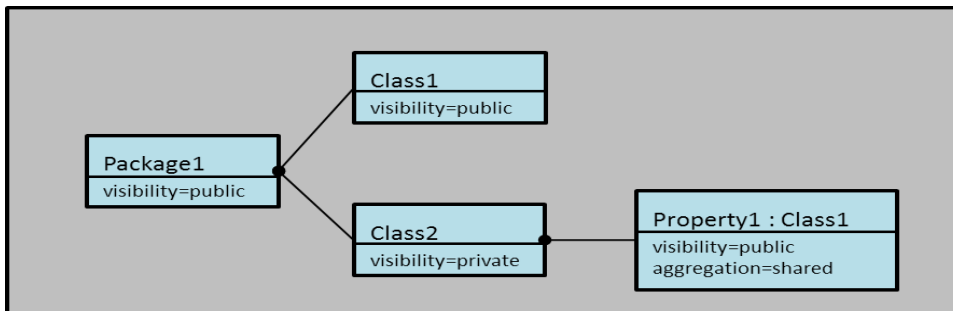 Class1
visibility=public
Package1
visibility=public
Class2
visibility=private
Property1 : Class1
visibility=public
aggregation=shared